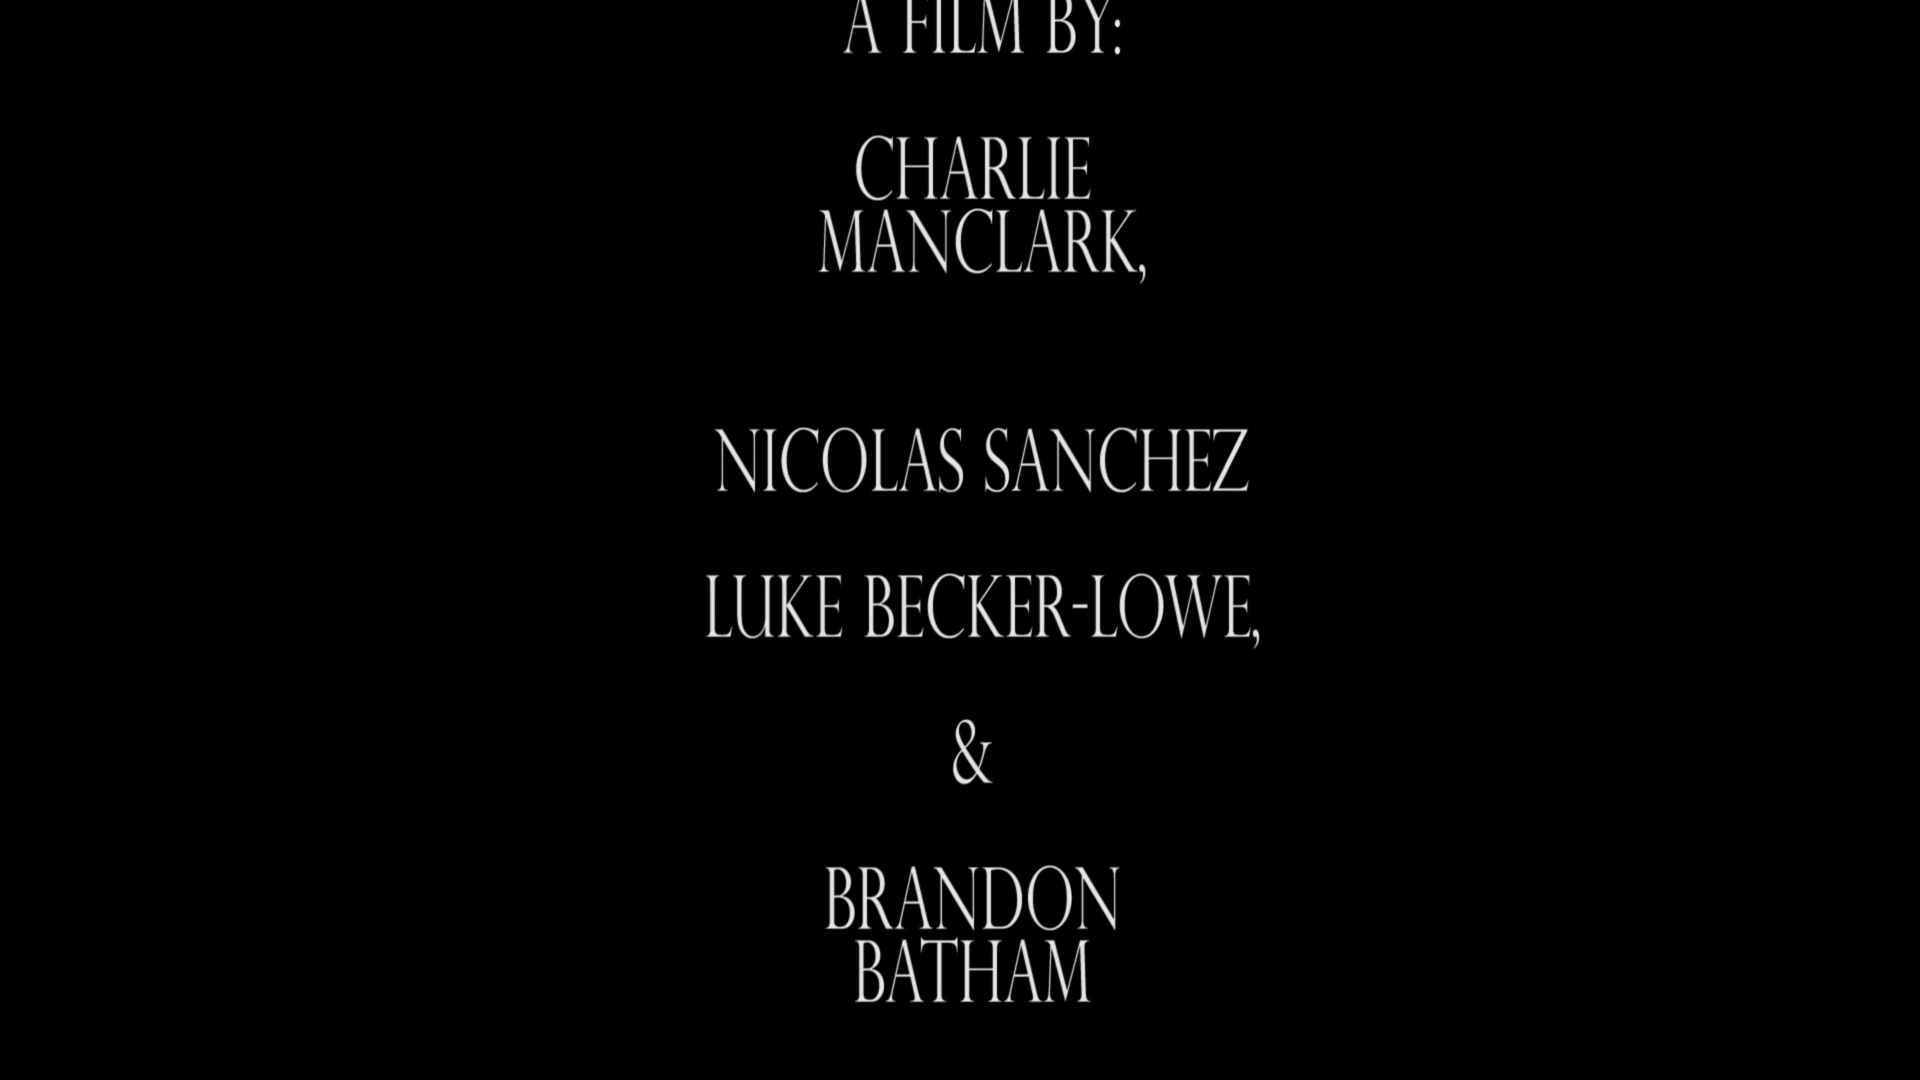 A FILM BY:
CHARLIE
MANCLARK,
NICOLAS SANCHEZ
LUKE BECKER-LOWE,
&
BRANDON
BATHAM